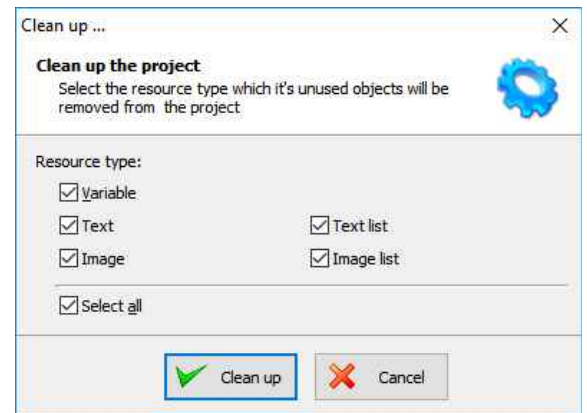 Clean up ...
Clean up the project
Select the resource type which it's unused objects will be
removed from the project
Resource type:
Variable
Text
Text list
Image
Image list
Select all
Clean up
Cancel